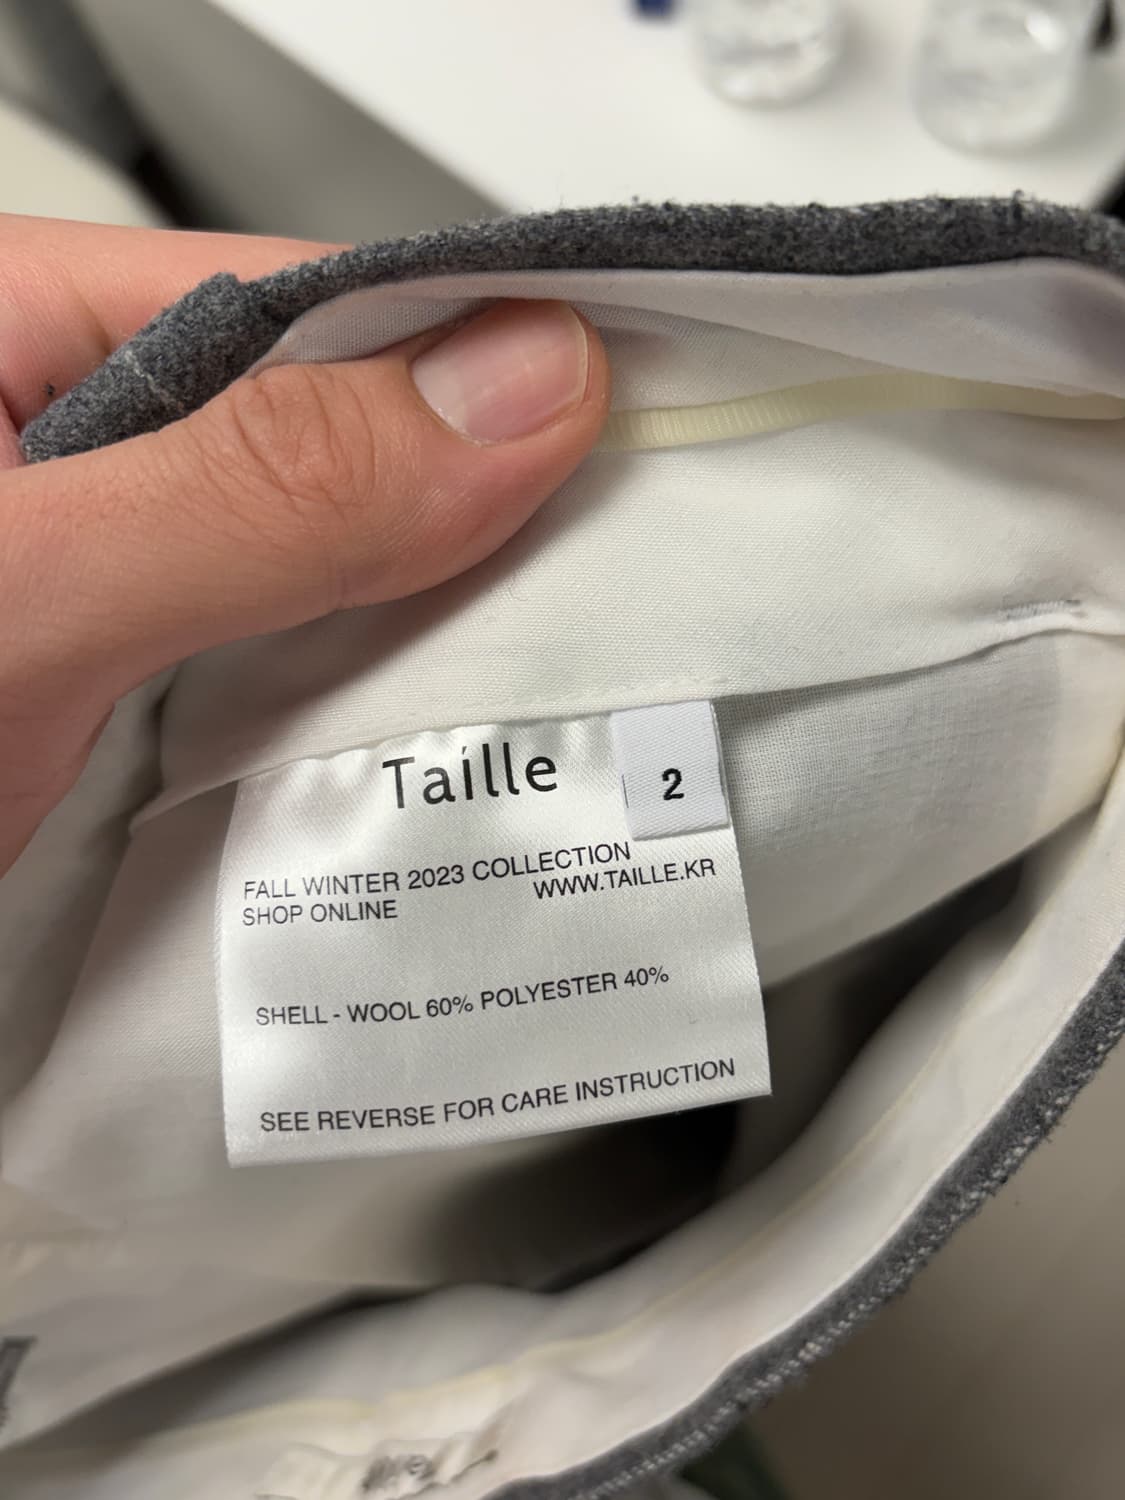 Taille
2
FALL WINTER 2023 COLLECTION
SHOP ONLINE WWW.TAILLE.KR
SHELL - WOOL 60% POLYESTER 40%
SEE REVERSE FOR CARE INSTRUCTION